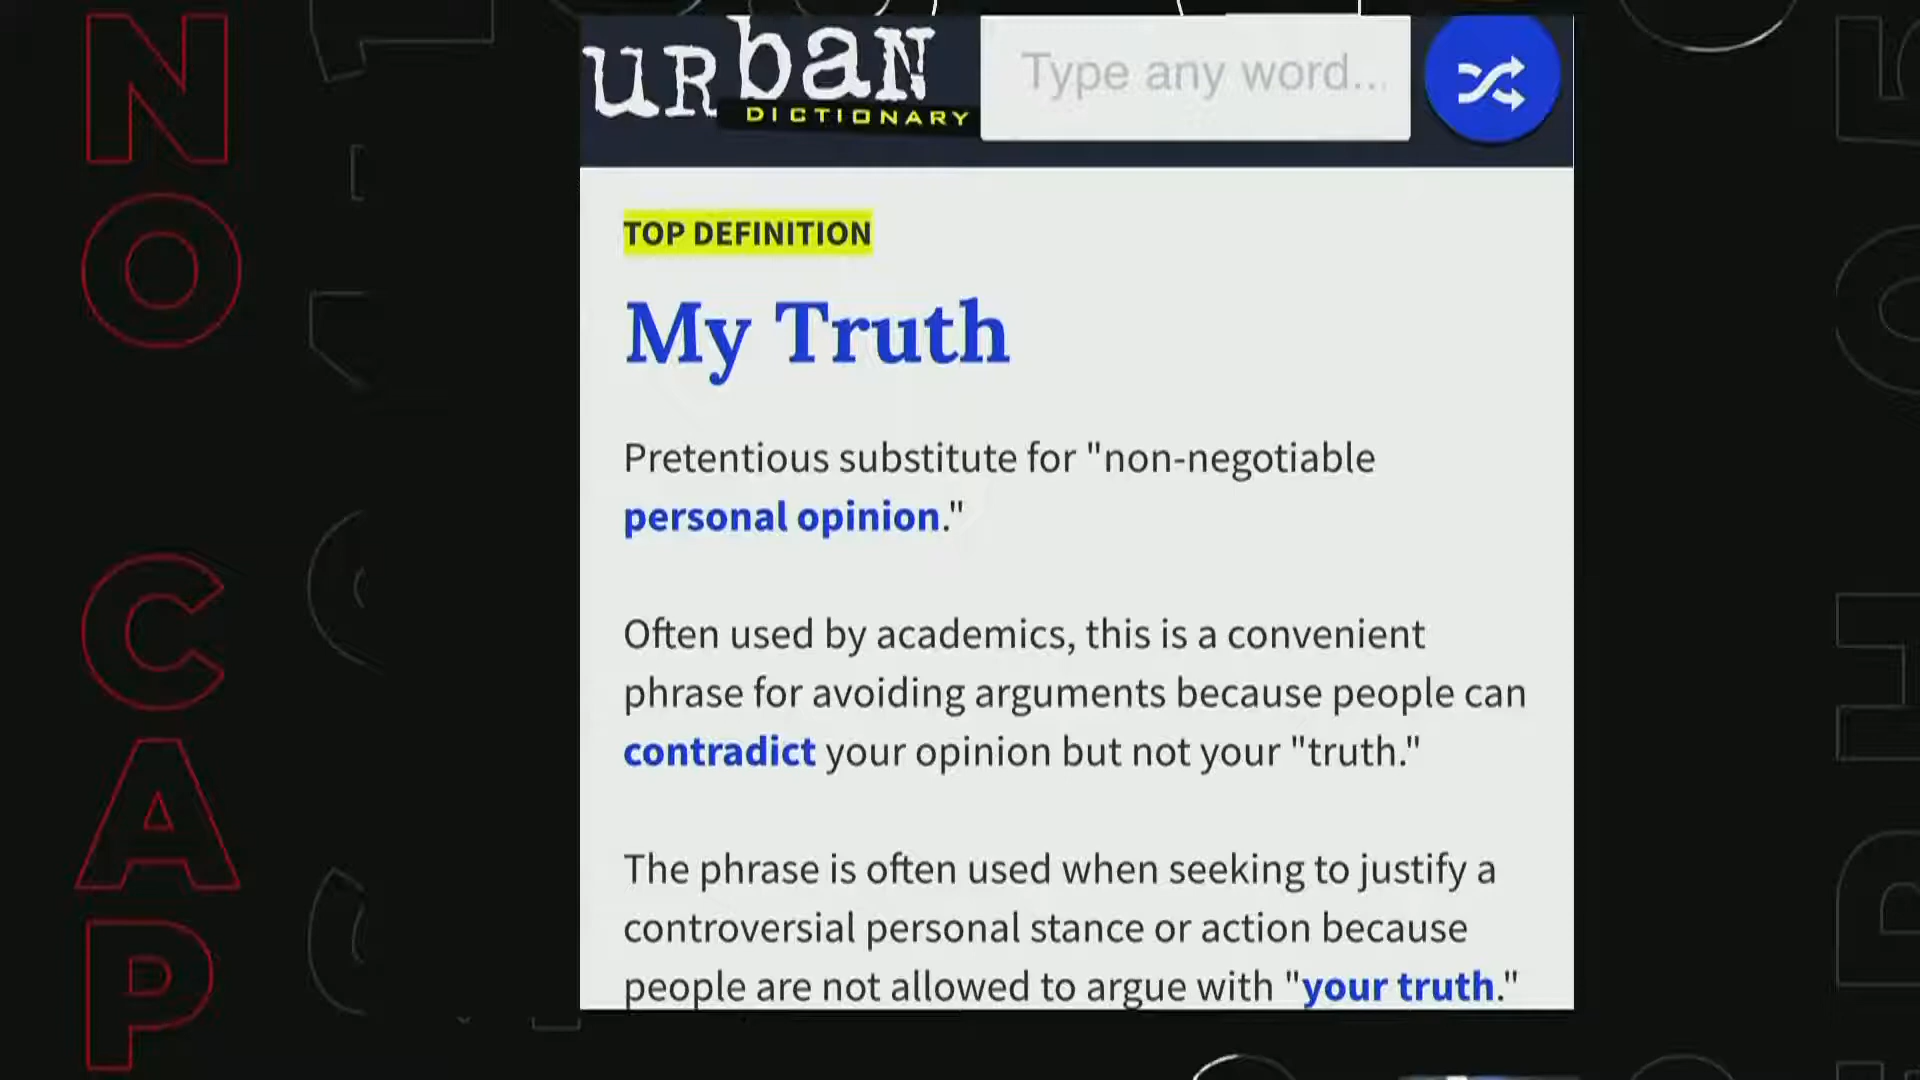 NO CAP
urban
DICTIONARY
Type any word...
TOP DEFINITION
My Truth
Pretentious substitute for "non-negotiable
personal opinion."
Often used by academics, this is a convenient
phrase for avoiding arguments because people can
contradict your opinion but not your "truth."
The phrase is often used when seeking to justify a
controversial personal stance or action because
people are not allowed to argue with "your truth."